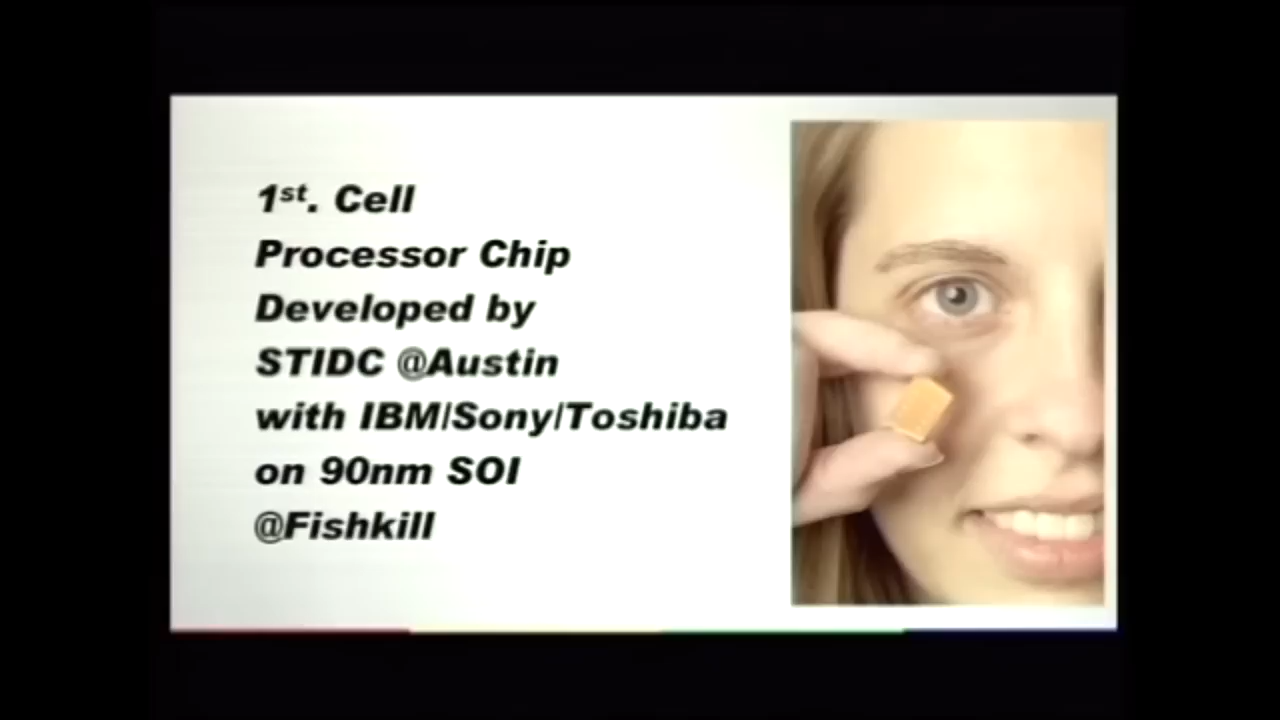 1st. Cell
Processor Chip
Developed by
STIDC @Austin
with IBM/Sony/Toshiba
on 90nm SOI
@Fishkill